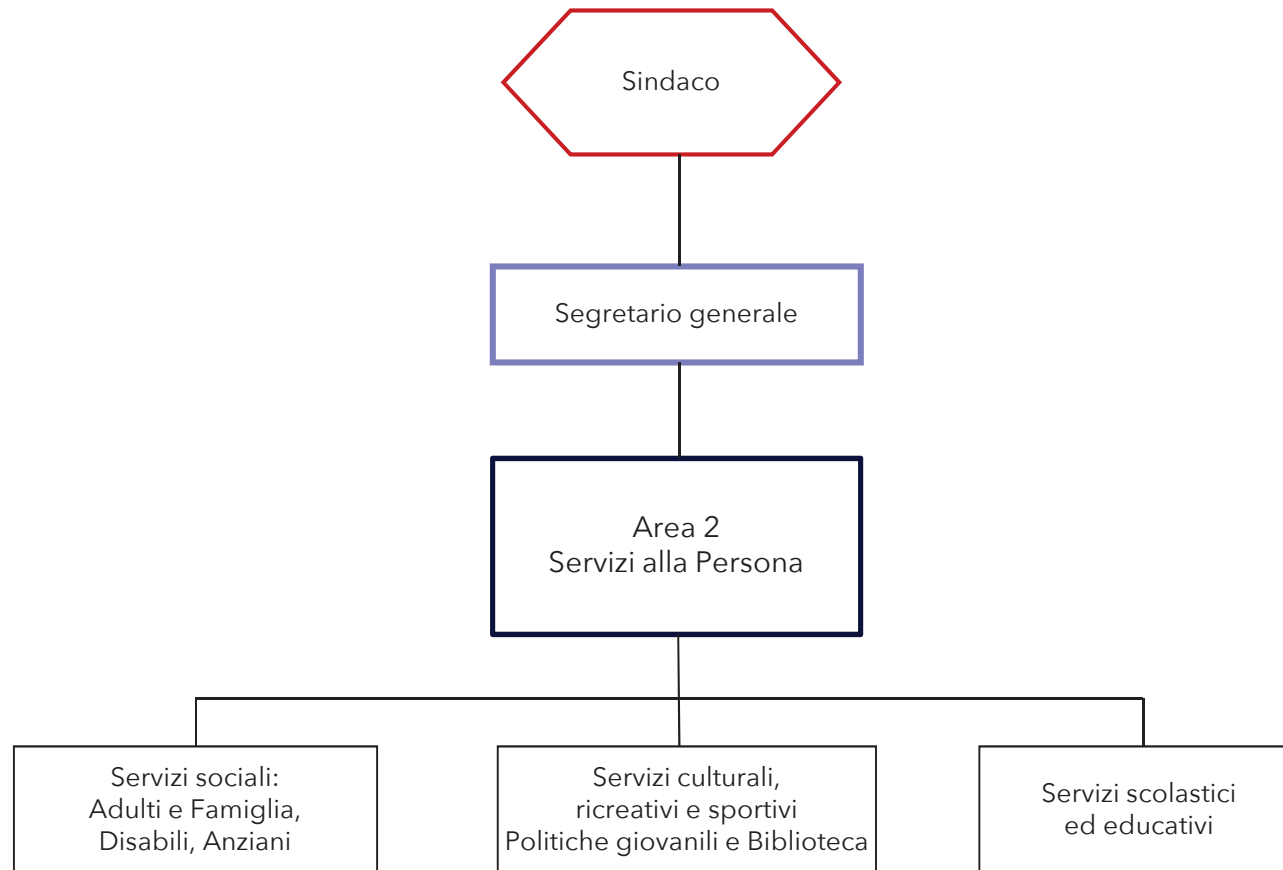 Sindaco
Segretario generale
Area 2
Servizi alla Persona
Servizi sociali:
Adulti e Famiglia,
Disabili, Anziani
Servizi culturali,
ricreativi e sportivi
Politiche giovanili e Biblioteca
Servizi scolastici
ed educativi